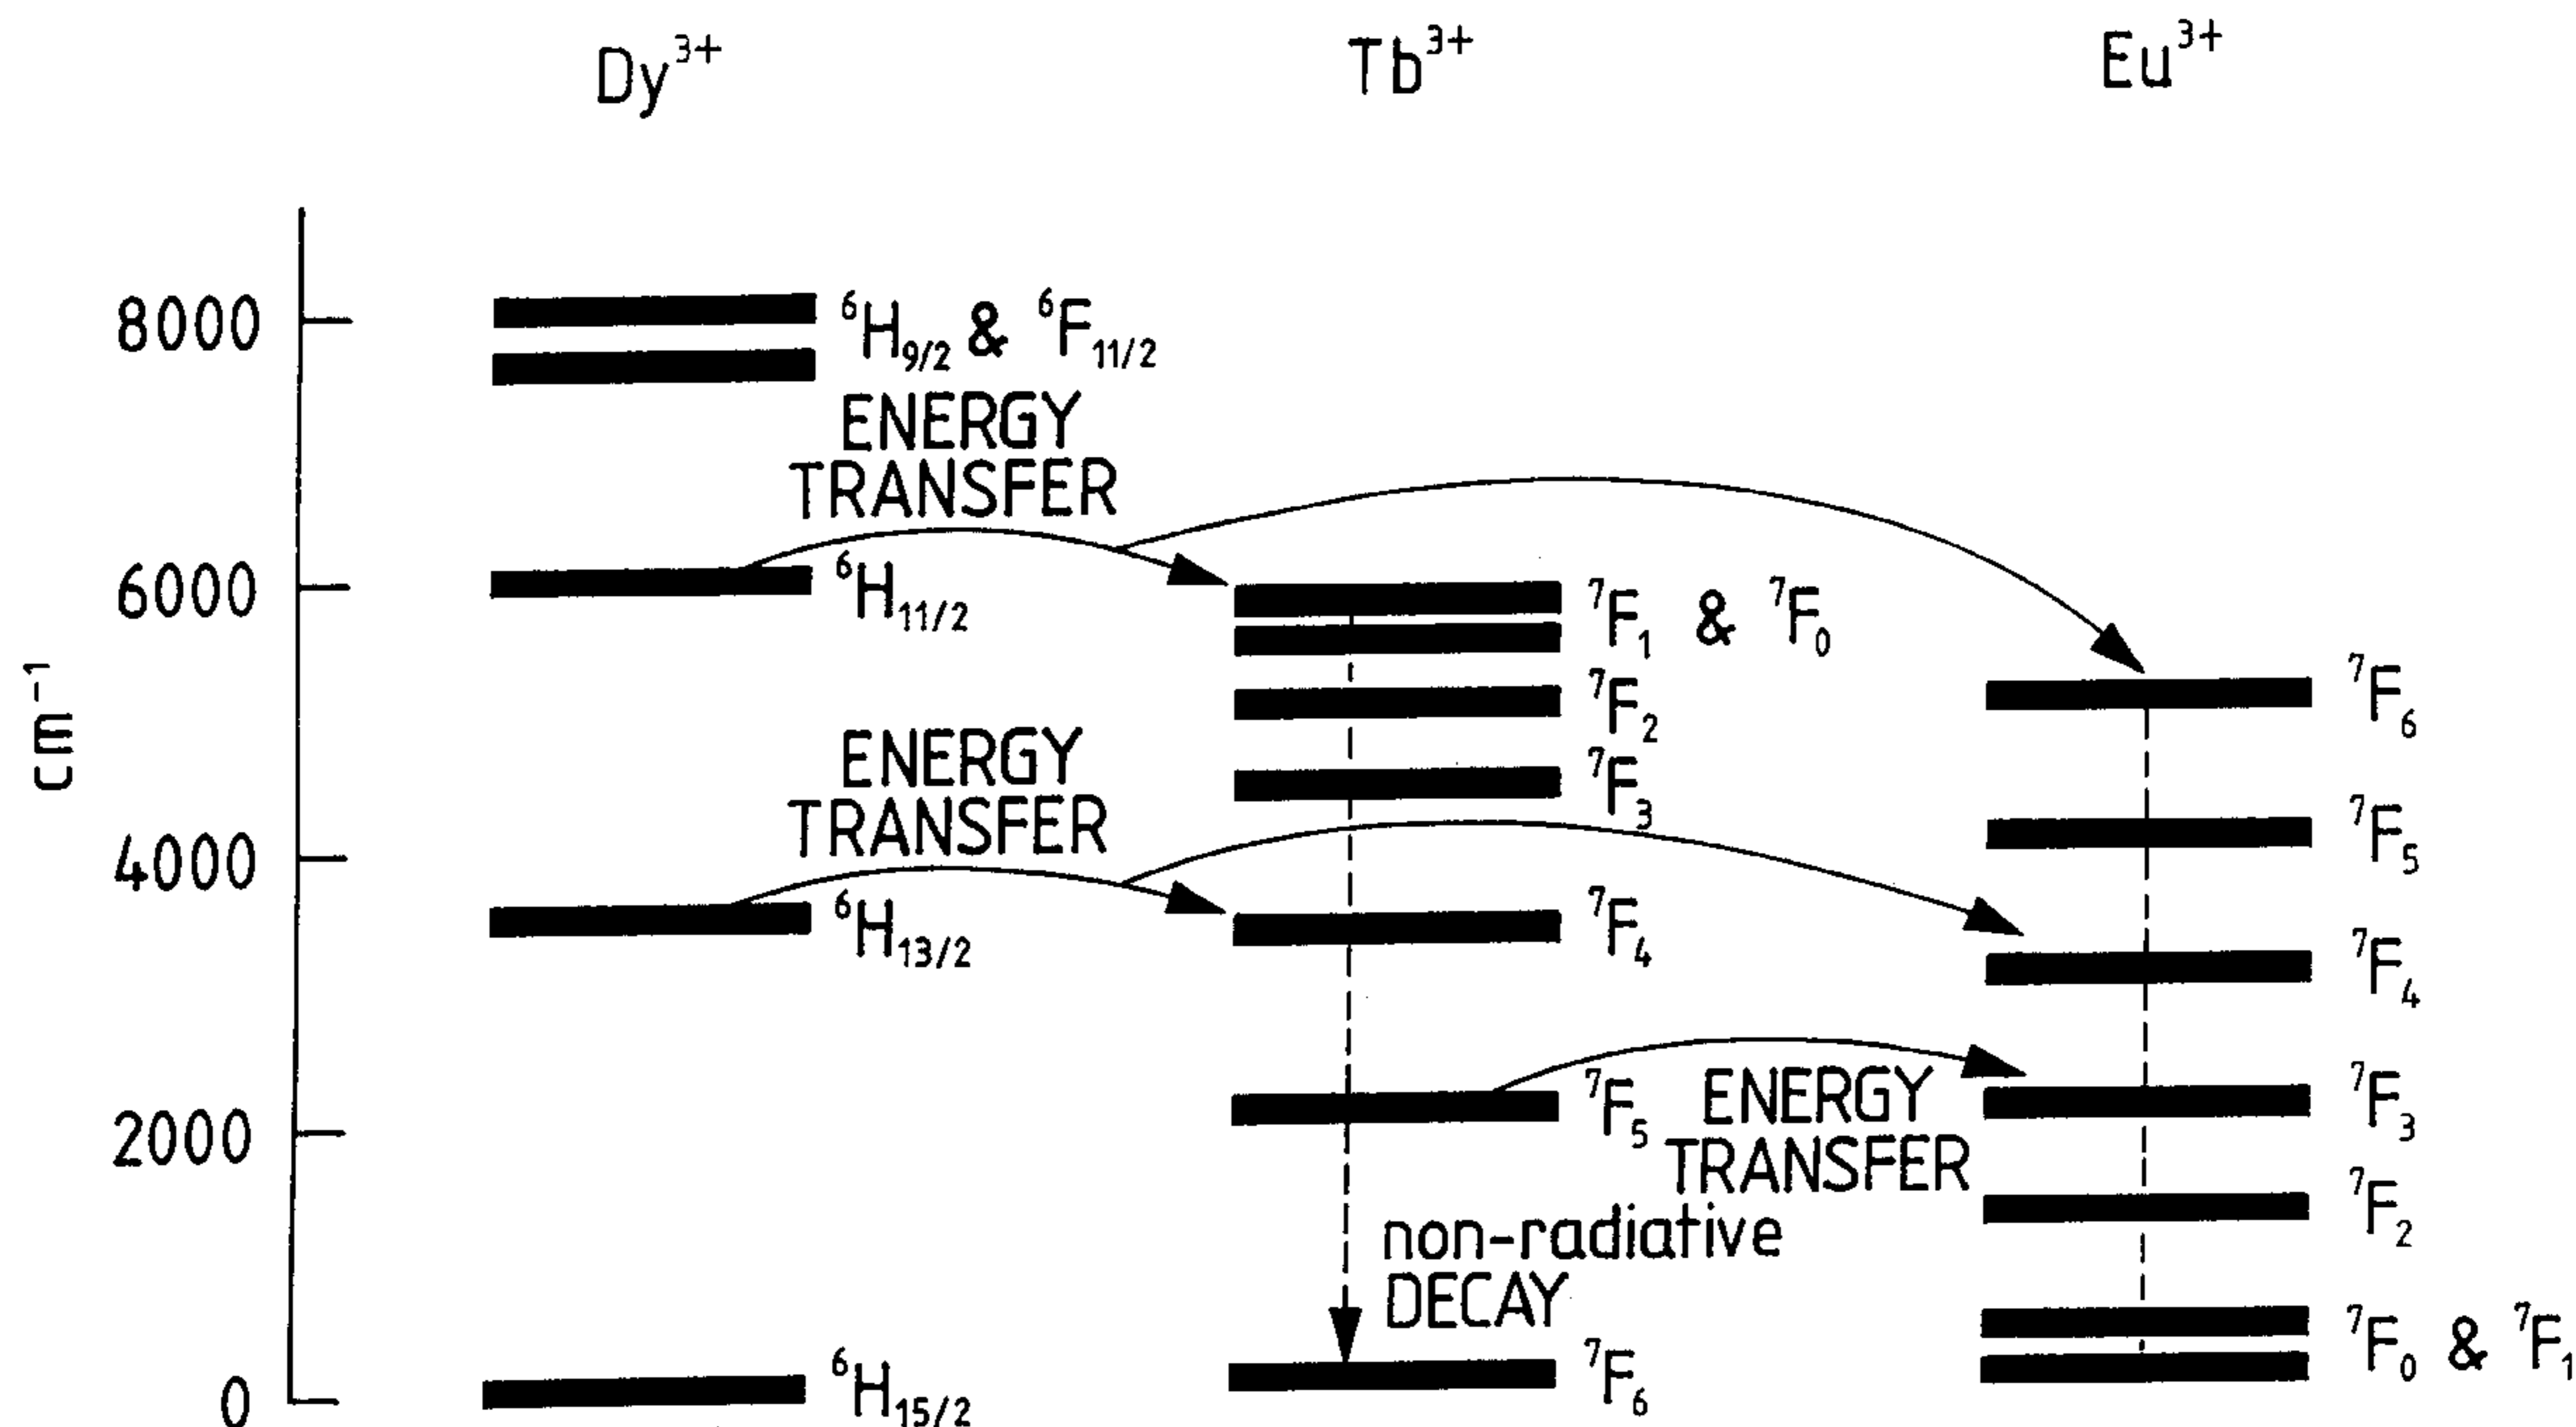 Dy³⁺ Tb³⁺ Eu³⁺
8000
⁶H₉/₂ & ⁶F₁₁/₂
ENERGY
TRANSFER
6000
⁶H₁₁/₂
⁷F₁ & ⁷F₀
⁷F₆
cm⁻¹
⁷F₂
ENERGY
TRANSFER
⁷F₃
⁷F₅
4000
⁶H₁₃/₂
⁷F₄
⁷F₄
2000
⁷F₅
ENERGY
TRANSFER
⁷F₃
⁷F₂
non-radiative
DECAY
0
⁶H₁₅/₂
⁷F₆
⁷F₀ & ⁷F₁